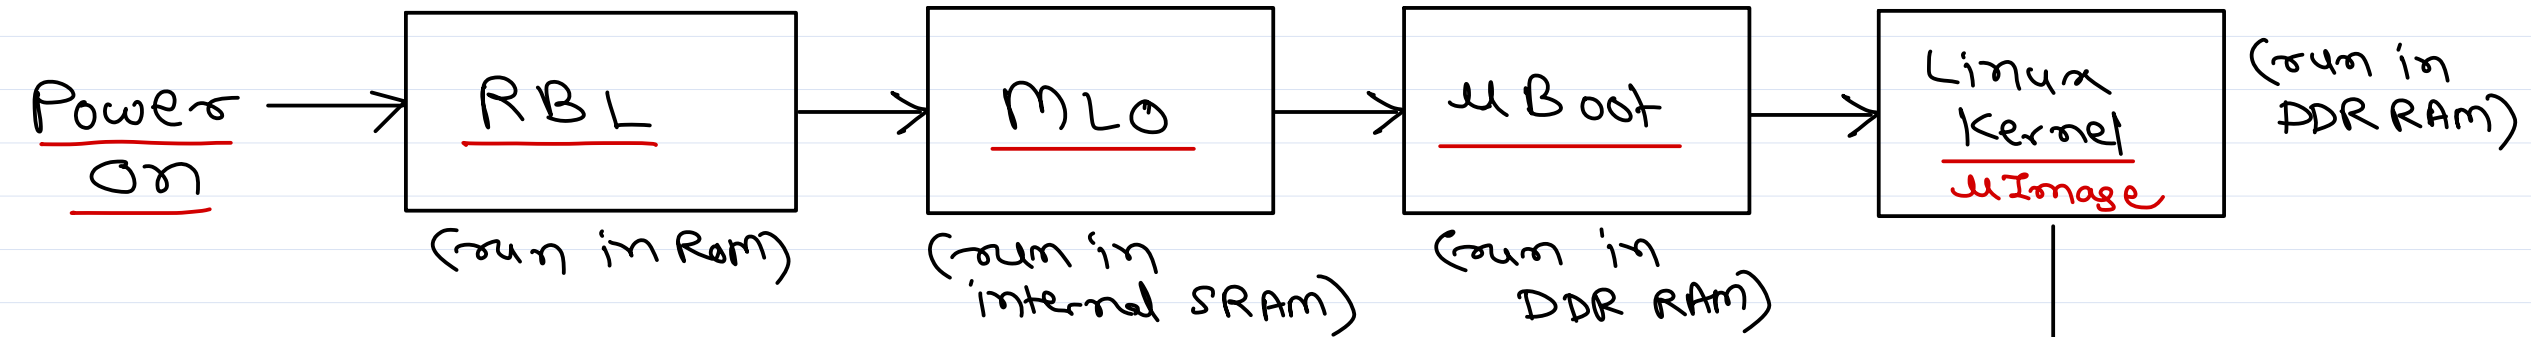 Power
on
RBL
(run in Rom)
MLO
(run in
internal SRAM)
uBoot
(run in
DDR RAM)
Linux
Kernel
uImage
(run in
DDR RAM)